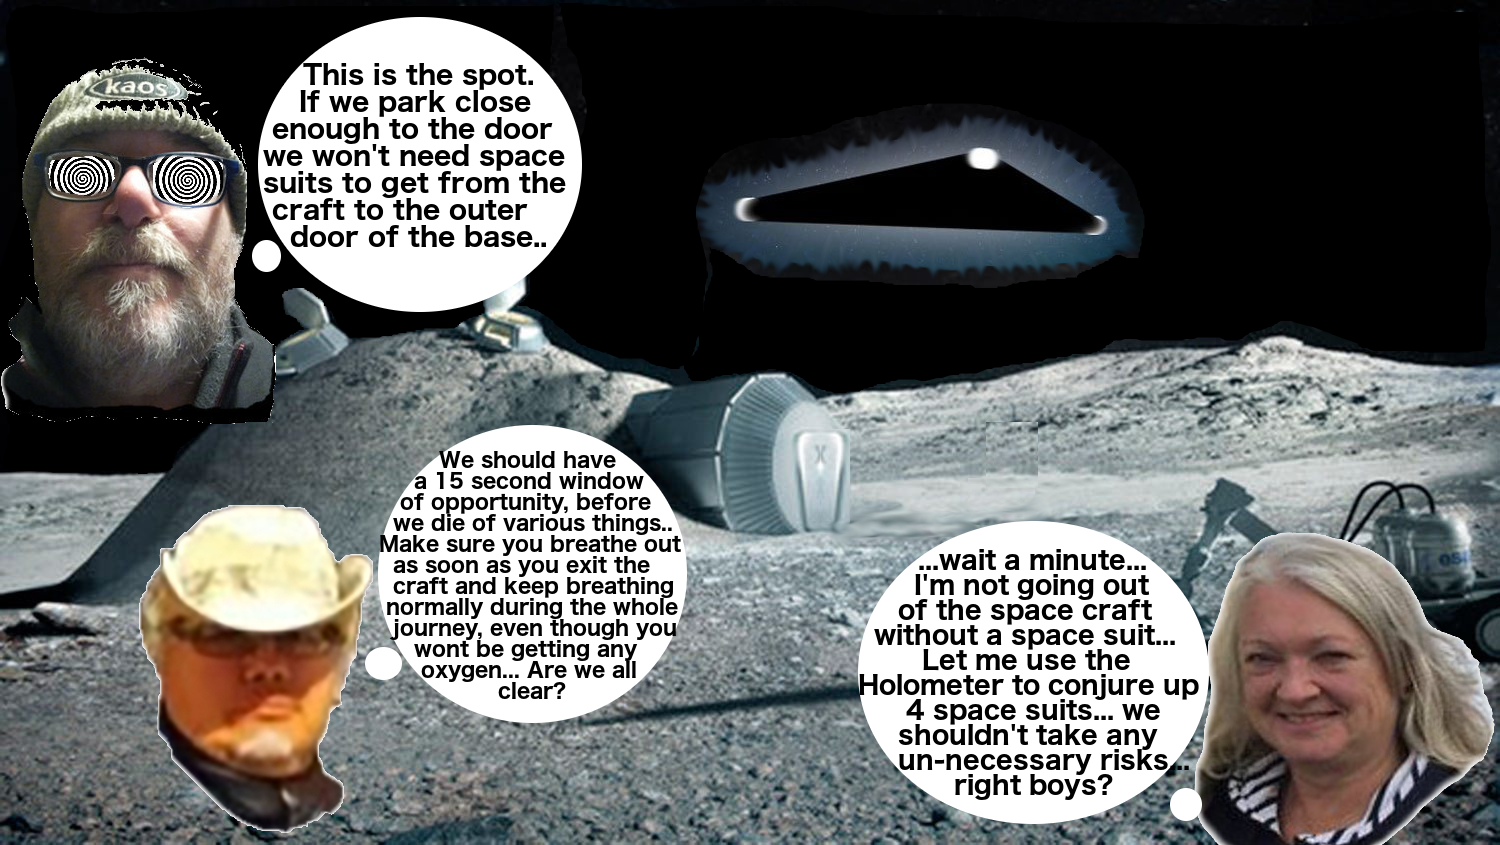 kaos
This is the spot.
If we park close
enough to the door
we won't need space
suits to get from the
craft to the outer
door of the base..
We should have
a 15 second window
of opportunity, before
we die of various things..
Make sure you breathe out
as soon as you exit the
craft and keep breathing
normally during the whole
journey, even though you
wont be getting any
oxygen... Are we all
clear?
...wait a minute...
I'm not going out
of the space craft
without a space suit...
Let me use the
Holometer to conjure up
4 space suits... we
shouldn't take any
un-necessary risks...
right boys?